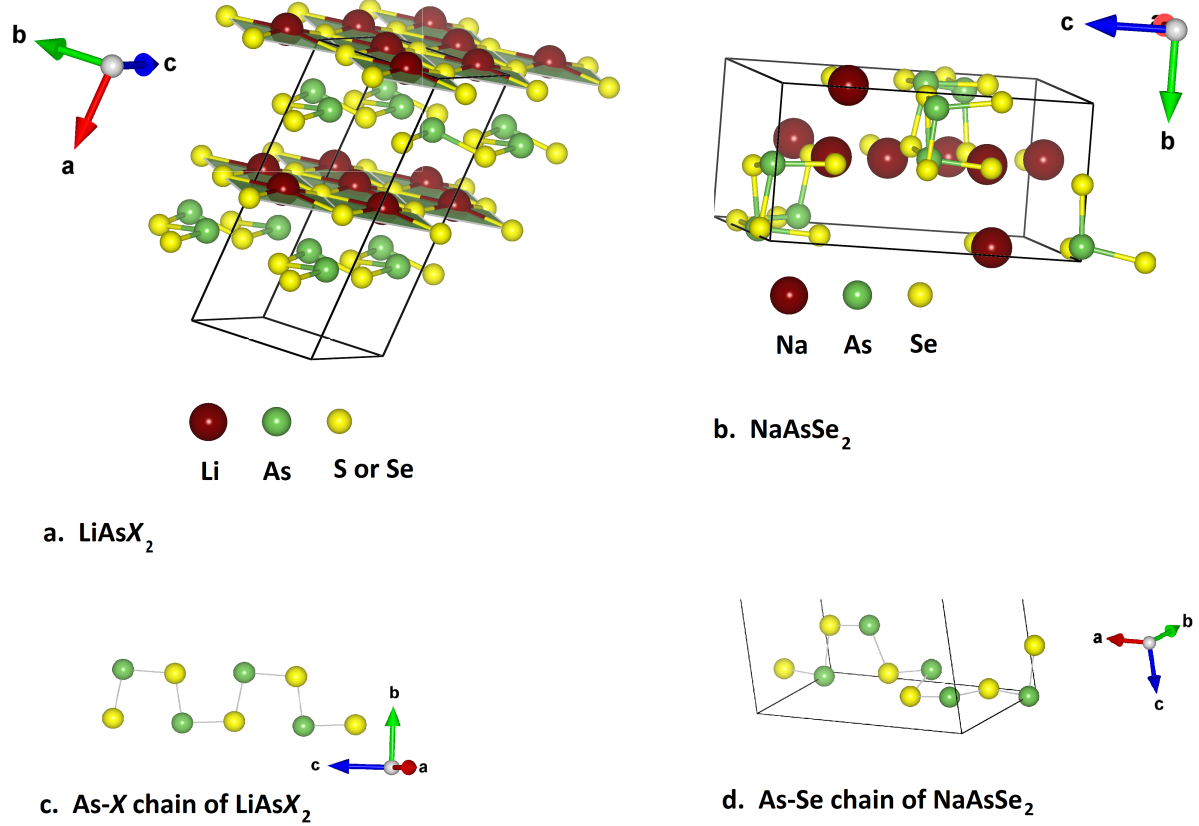 b
c
a
Li As S or Se
a. LiAsX2
c
b
Na As Se
b. NaAsSe2
b
c
a
c. As-X chain of LiAsX2
a
b
c
d. As-Se chain of NaAsSe2